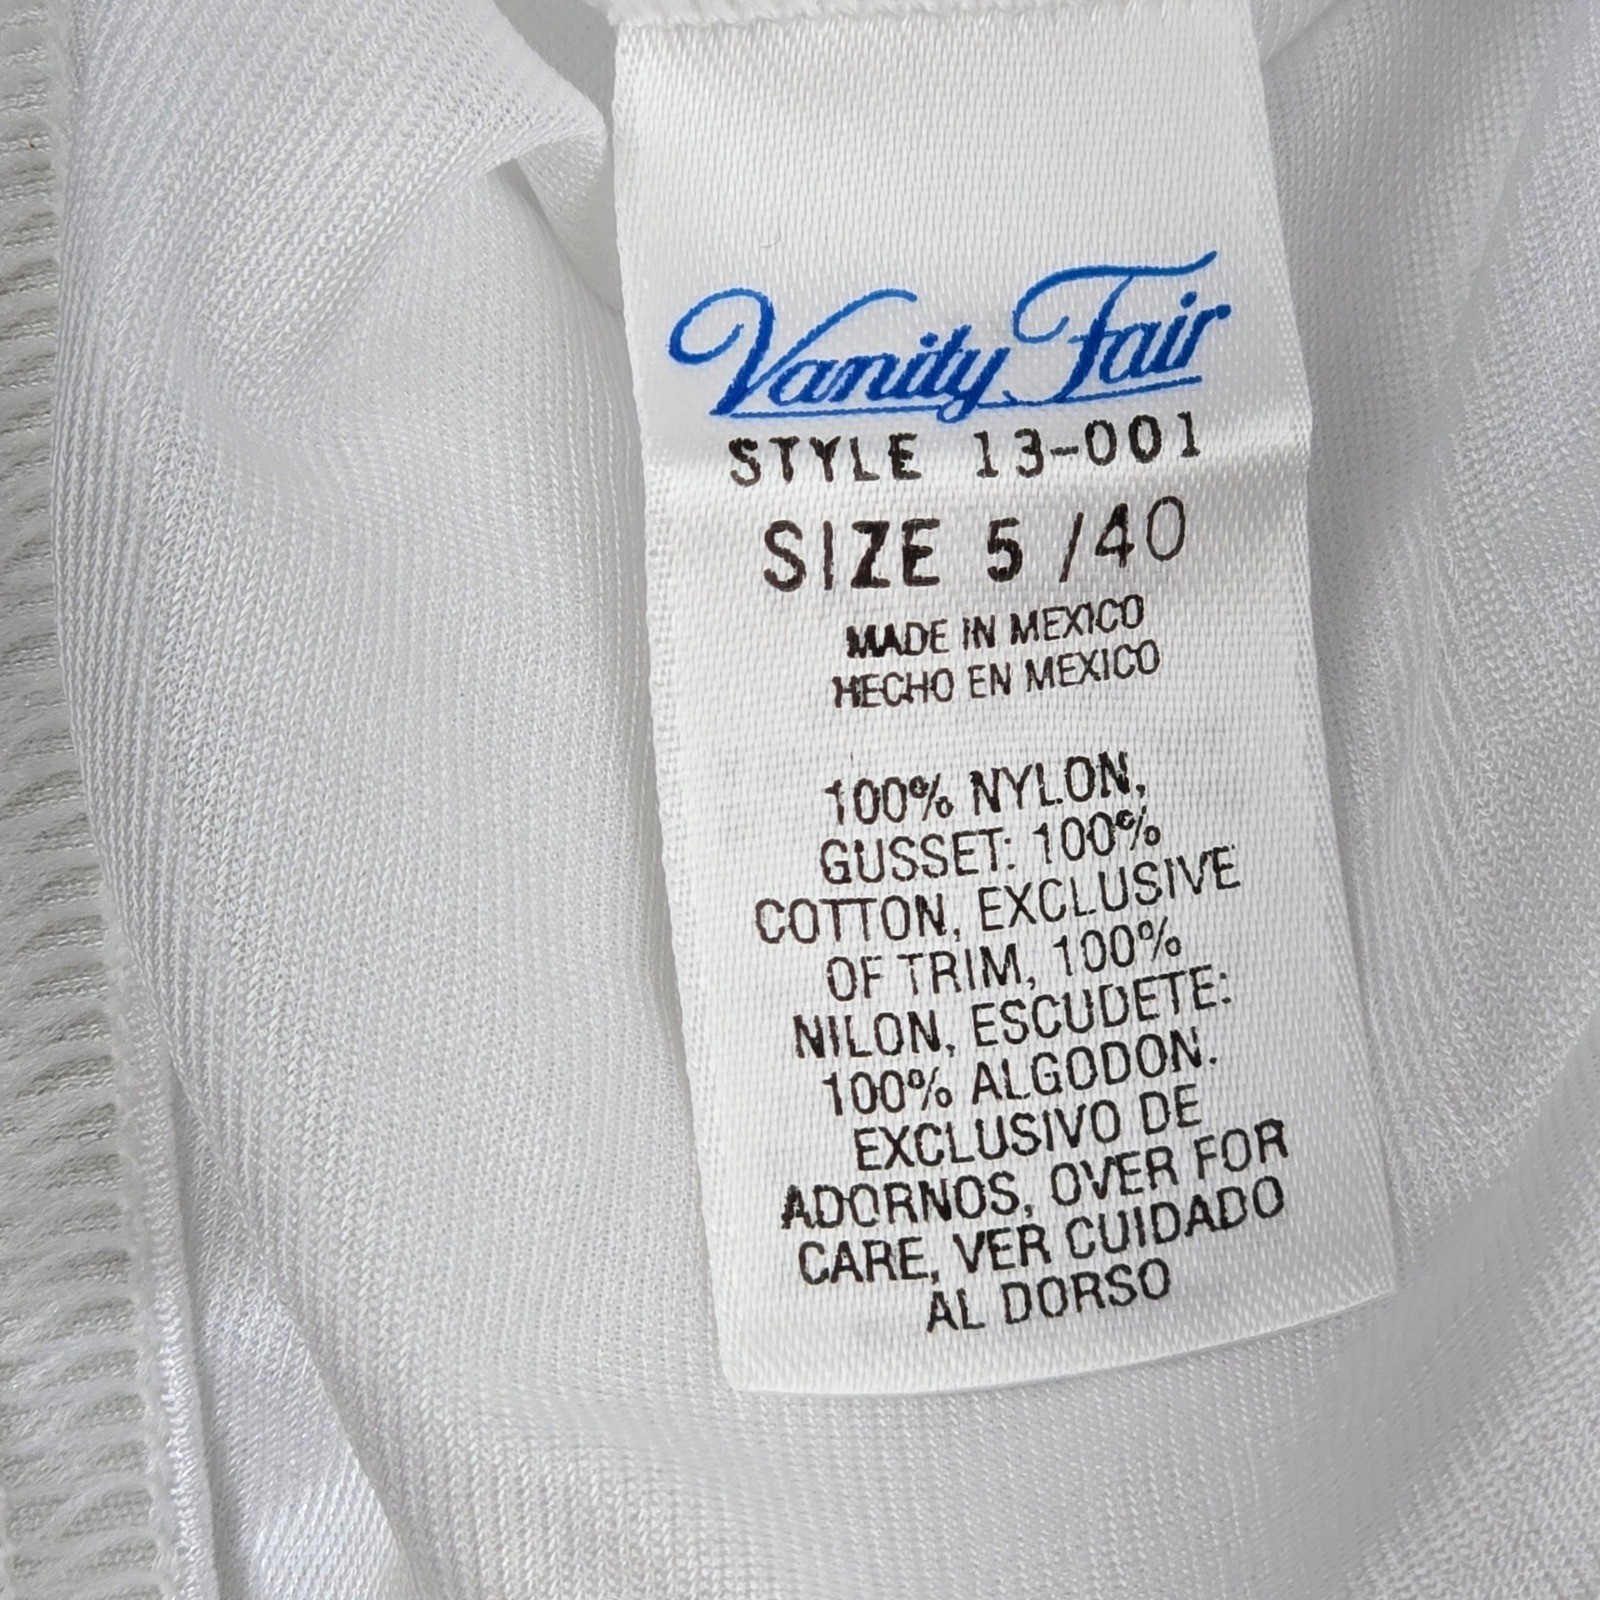 Vanity Fair
STYLE 13-001
SIZE 5 /40
MADE IN MEXICO
HECHO EN MEXICO
100% NYLON,
GUSSET: 100%
COTTON, EXCLUSIVE
OF TRIM, 100%
NILON, ESCUDETE:
100% ALGODON.
EXCLUSIVO DE
ADORNOS, OVER FOR
CARE, VER CUIDADO
AL DORSO